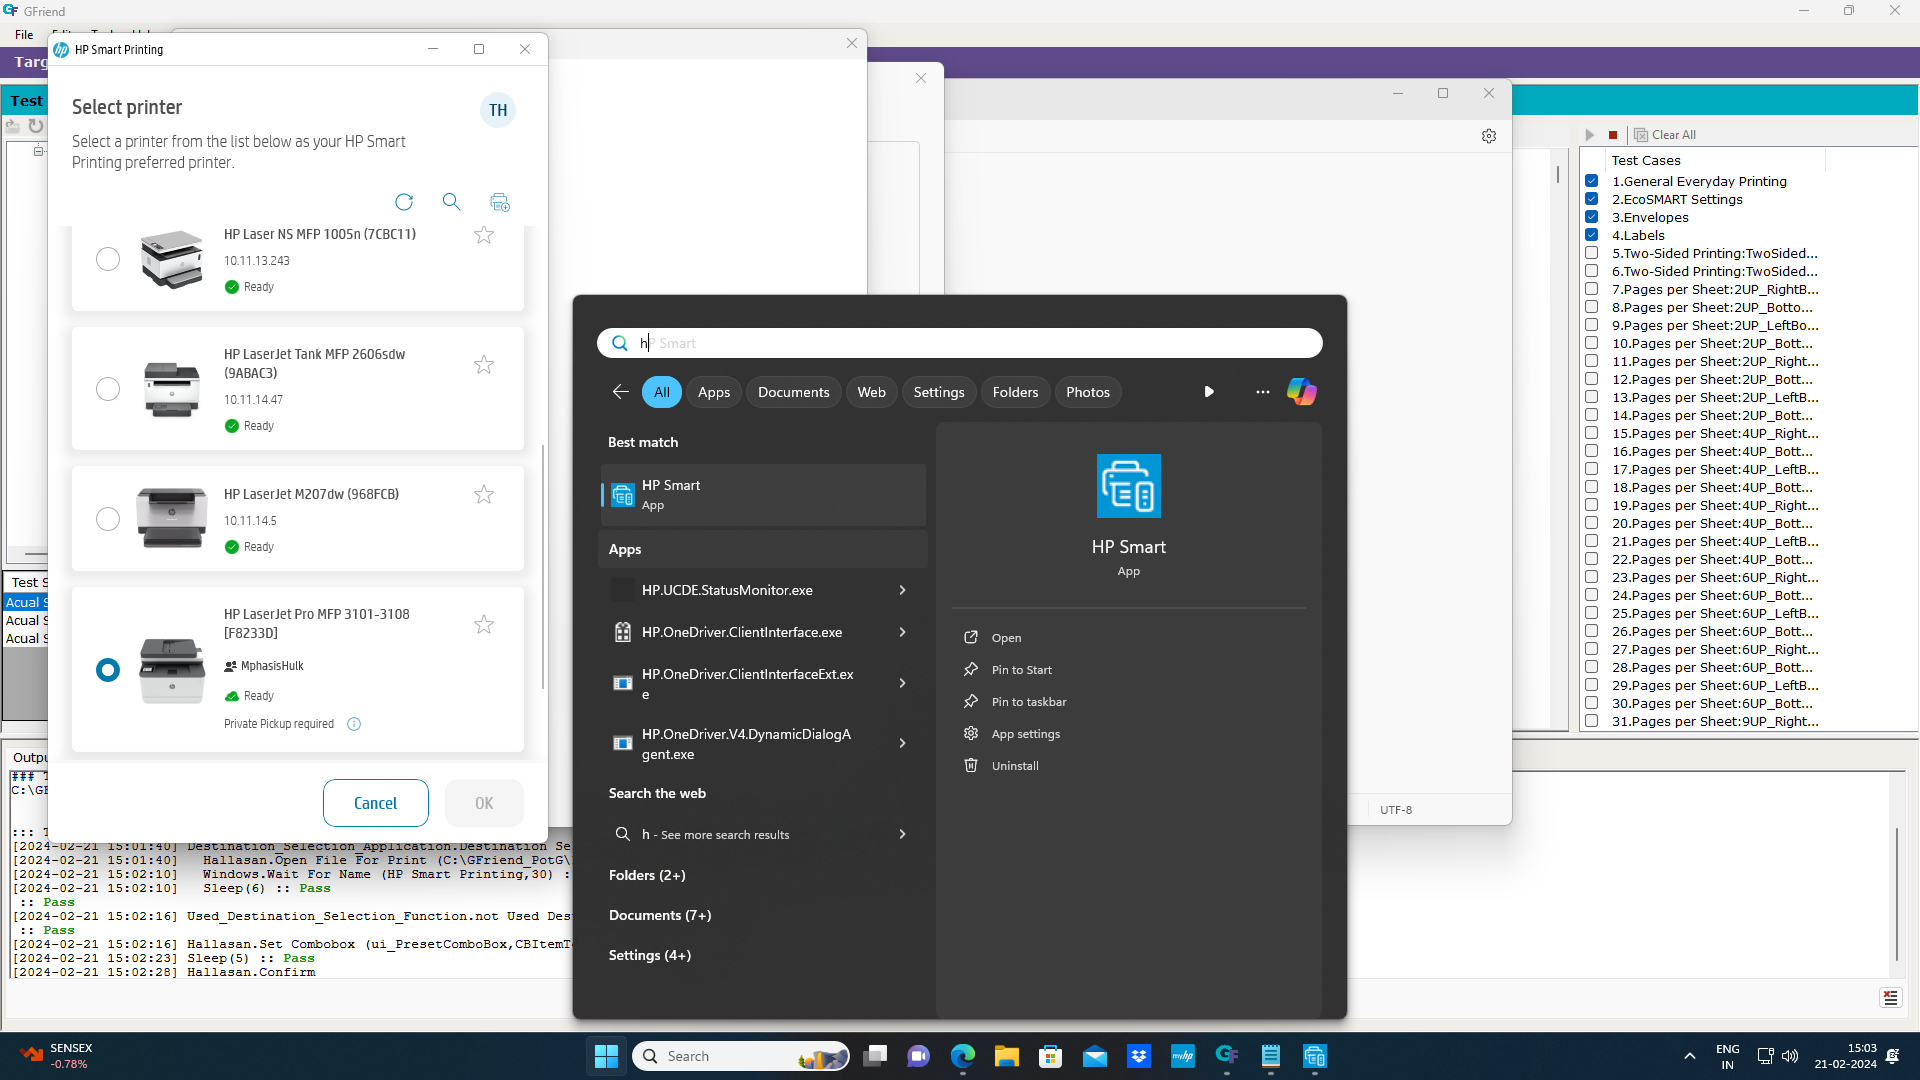 GFriend
File
HP Smart Printing
Targ
Select printer
TH
Select a printer from the list below as your HP Smart
Printing preferred printer.
HP Laser NS MFP 1005n (7CBC11)
10.11.13.243
Ready
HP LaserJet Tank MFP 2606sdw
(9ABAC3)
10.11.14.47
Ready
HP LaserJet M207dw (968FCB)
10.11.14.5
Ready
HP LaserJet Pro MFP 3101-3108
[F8233D]
MphasisHulk
Ready
Private Pickup required
Cancel
OK
Test
Test S
Acual S
Acual S
Acual S
hP Smart
All
Apps
Documents
Web
Settings
Folders
Photos
Best match
HP Smart
App
Apps
HP.UCDE.StatusMonitor.exe
HP.OneDriver.ClientInterface.exe
HP.OneDriver.ClientInterfaceExt.ex
e
HP.OneDriver.V4.DynamicDialogA
gent.exe
Search the web
h - See more search results
Folders (2+)
Documents (7+)
Settings (4+)
HP Smart
App
Open
Pin to Start
Pin to taskbar
App settings
Uninstall
UTF-8
Clear All
Test Cases
1.General Everyday Printing
2.EcoSMART Settings
3.Envelopes
4.Labels
5.Two-Sided Printing:TwoSided...
6.Two-Sided Printing:TwoSided...
7.Pages per Sheet:2UP_RightB...
8.Pages per Sheet:2UP_Botto...
9.Pages per Sheet:2UP_LeftBo...
10.Pages per Sheet:2UP_Bott...
11.Pages per Sheet:2UP_Right...
12.Pages per Sheet:2UP_Bott...
13.Pages per Sheet:2UP_LeftB...
14.Pages per Sheet:2UP_Bott...
15.Pages per Sheet:4UP_Right...
16.Pages per Sheet:4UP_Bott...
17.Pages per Sheet:4UP_LeftB...
18.Pages per Sheet:4UP_Bott...
19.Pages per Sheet:4UP_Right...
20.Pages per Sheet:4UP_Bott...
21.Pages per Sheet:4UP_LeftB...
22.Pages per Sheet:4UP_Bott...
23.Pages per Sheet:6UP_Right...
24.Pages per Sheet:6UP_Bott...
25.Pages per Sheet:6UP_LeftB...
26.Pages per Sheet:6UP_Bott...
27.Pages per Sheet:6UP_Right...
28.Pages per Sheet:6UP_Bott...
29.Pages per Sheet:6UP_LeftB...
30.Pages per Sheet:6UP_Bott...
31.Pages per Sheet:9UP_Right...
Outpu
###
C:\GF
:::
[2024-02-21 15:01:40] Destination_Selection_Application.Destination Se
[2024-02-21 15:01:40] Hallasan.Open File For Print (C:\GFriend_PotG\
[2024-02-21 15:02:10] Windows.Wait For Name (HP Smart Printing,30) :
[2024-02-21 15:02:10] Sleep(6) :: Pass
:: Pass
[2024-02-21 15:02:16] Used_Destination_Selection_Function.not Used Des
:: Pass
[2024-02-21 15:02:16] Hallasan.Set Combobox (ui_PresetComboBox,CBItemT
[2024-02-21 15:02:23] Sleep(5) :: Pass
[2024-02-21 15:02:28] Hallasan.Confirm
SENSEX
-0.78%
Search
myhp
ENG
IN
15:03
21-02-2024